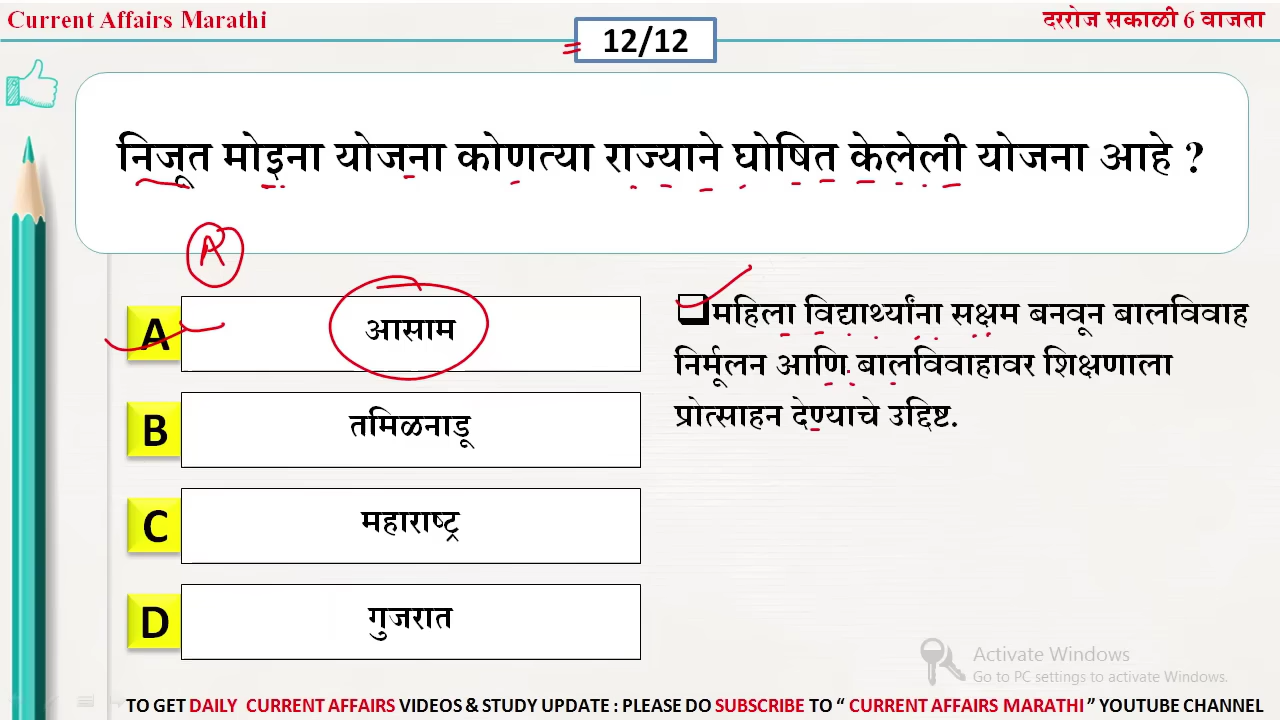 Current Affairs Marathi
दररोज सकाळी 6 वाजता
12/12
निजूत मोइना योजना कोणत्या राज्याने घोषित केलेली योजना आहे ?
A
A आसाम
B तमिळनाडू
C महाराष्ट्र
D गुजरात
महिला विद्यार्थ्यांना सक्षम बनवून बालविवाह
निर्मूलन आणि बालविवाहावर शिक्षणाला
प्रोत्साहन देण्याचे उद्दिष्ट.
Activate Windows
Go to PC settings to activate Windows.
TO GET DAILY CURRENT AFFAIRS VIDEOS & STUDY UPDATE : PLEASE DO SUBSCRIBE TO “ CURRENT AFFAIRS MARATHI ” YOUTUBE CHANNEL